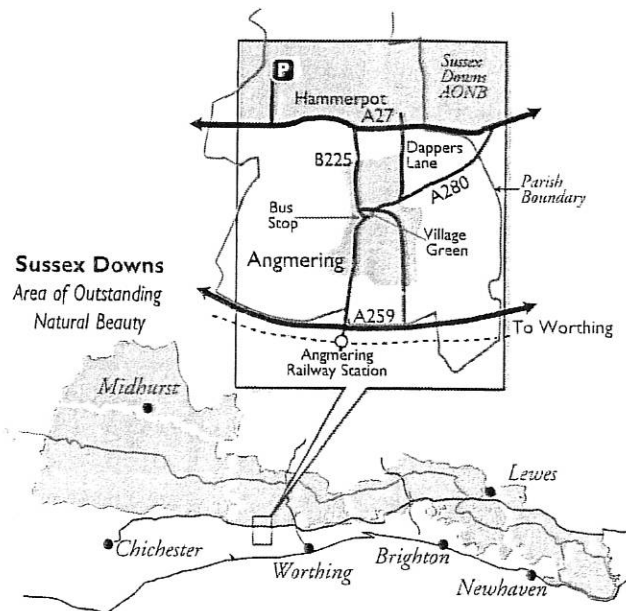 P
Sussex
Downs
AONB
Hammerpot
A27
Dappers
Lane
B225
A280
Parish
Boundary
Bus
Stop
Village
Green
Angmering
Sussex Downs
Area of Outstanding
Natural Beauty
A259
To Worthing
Angmering
Railway Station
Midhurst
Lewes
Chichester
Worthing
Brighton
Newhaven